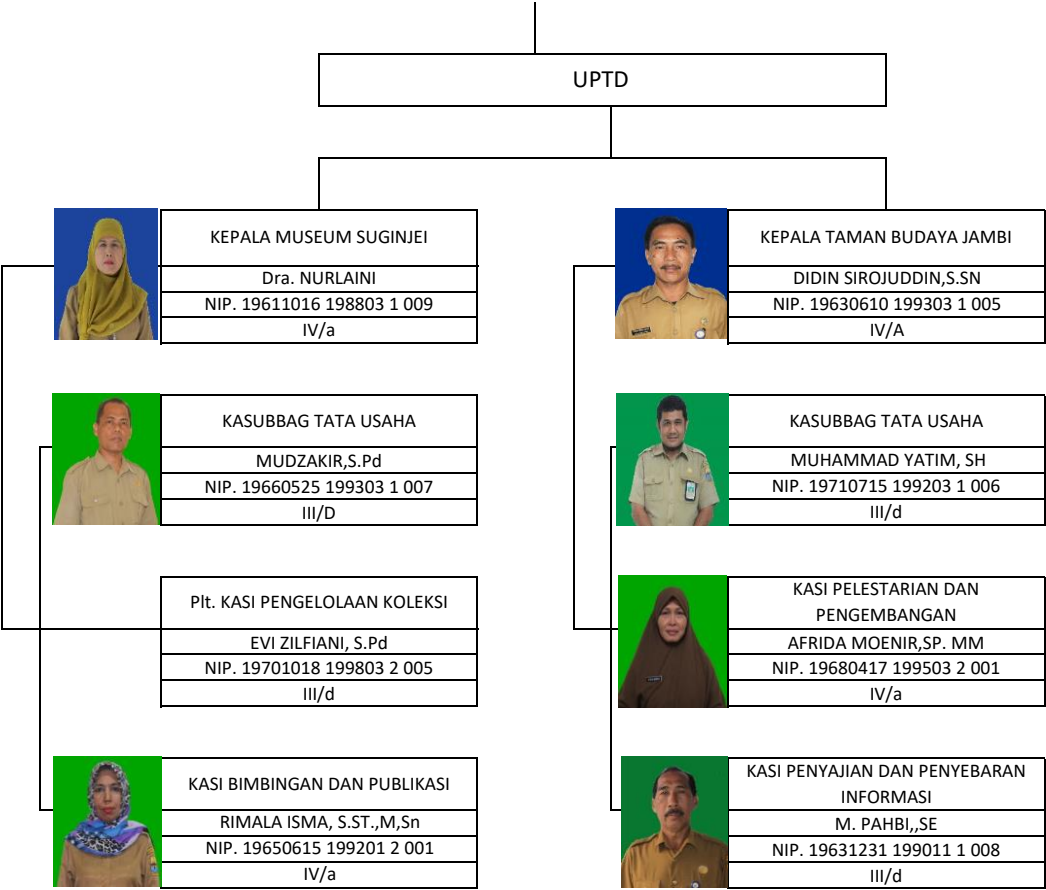 UPTD
KEPALA MUSEUM SUGINJEI
Dra. NURLAINI
NIP. 19611016 198803 1 009
IV/a
KASUBBAG TATA USAHA
MUDZAKIR,S.Pd
NIP. 19660525 199303 1 007
III/D
Plt. KASI PENGELOLAAN KOLEKSI
EVI ZILFIANI, S.Pd
NIP. 19701018 199803 2 005
III/d
KASI BIMBINGAN DAN PUBLIKASI
RIMALA ISMA, S.ST.,M,Sn
NIP. 19650615 199201 2 001
IV/a
KEPALA TAMAN BUDAYA JAMBI
DIDIN SIROJUDDIN,S.SN
NIP. 19630610 199303 1 005
IV/A
KASUBBAG TATA USAHA
MUHAMMAD YATIM, SH
NIP. 19710715 199203 1 006
III/d
KASI PELESTARIAN DAN
PENGEMBANGAN
AFRIDA MOENIR,SP. MM
NIP. 19680417 199503 2 001
IV/a
KASI PENYAJIAN DAN PENYEBARAN
INFORMASI
M. PAHBI,,SE
NIP. 19631231 199011 1 008
III/d